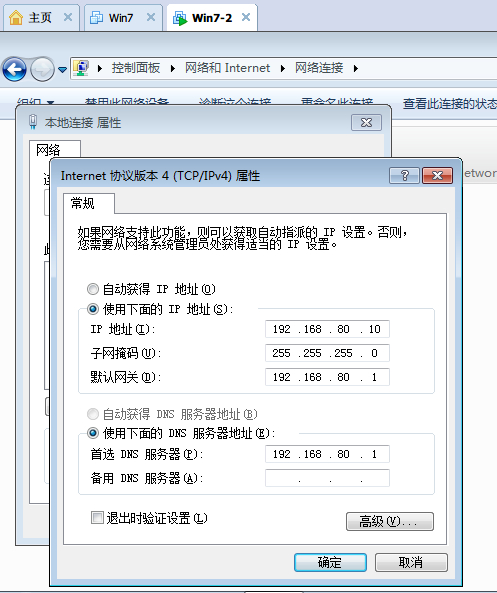 主页 Win7 Win7-2
控制面板 网络和 Internet 网络连接
组织 禁用此网络设备 诊断这个连接 重命名此连接 查看此连接的状态
本地连接 属性
网络
Internet 协议版本 4 (TCP/IPv4) 属性
常规
如果网络支持此功能，则可以获取自动指派的 IP 设置。否则，
您需要从网络系统管理员处获得适当的 IP 设置。
自动获得 IP 地址(O)
使用下面的 IP 地址(S):
IP 地址(I): 192 .168 . 80 . 10
子网掩码(U): 255 .255 .255 . 0
默认网关(D): 192 .168 . 80 . 1
自动获得 DNS 服务器地址(B)
使用下面的 DNS 服务器地址(E):
首选 DNS 服务器(P): 192 .168 . 80 . 1
备用 DNS 服务器(A): . . .
退出时验证设置(L)
高级(V)...
确定 取消